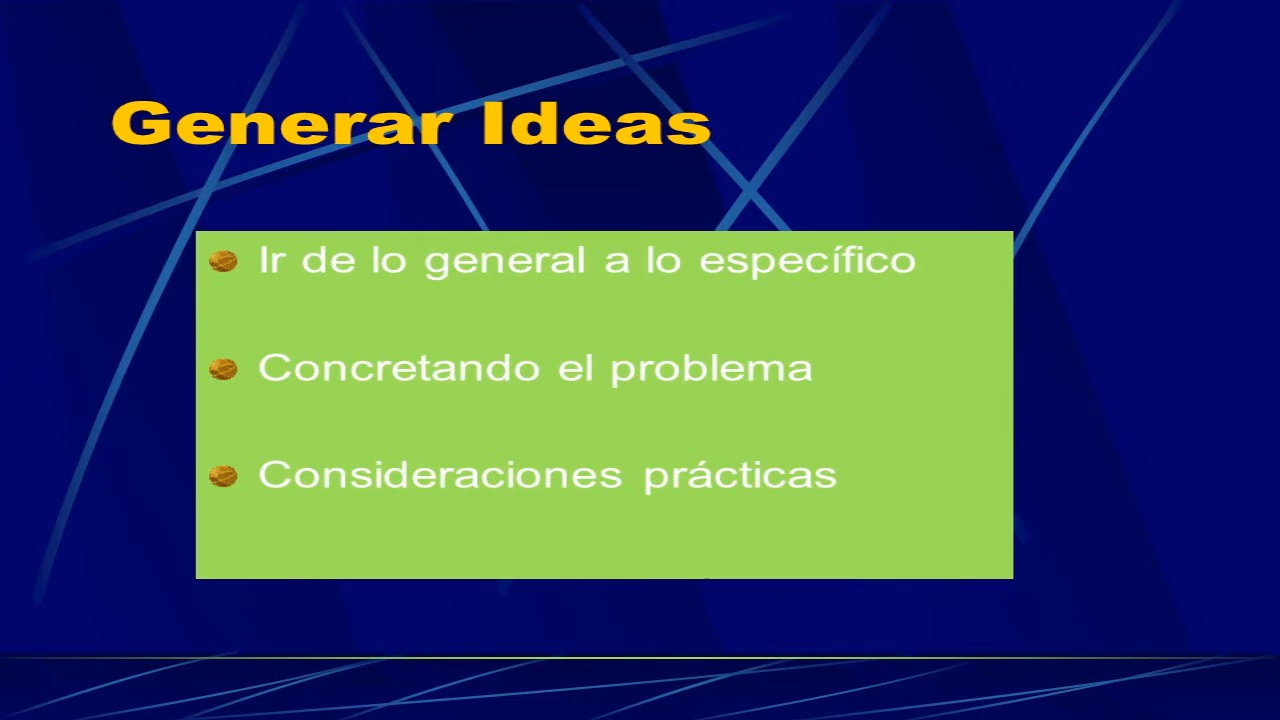 Generar Ideas
Ir de lo general a lo específico
Concretando el problema
Consideraciones prácticas